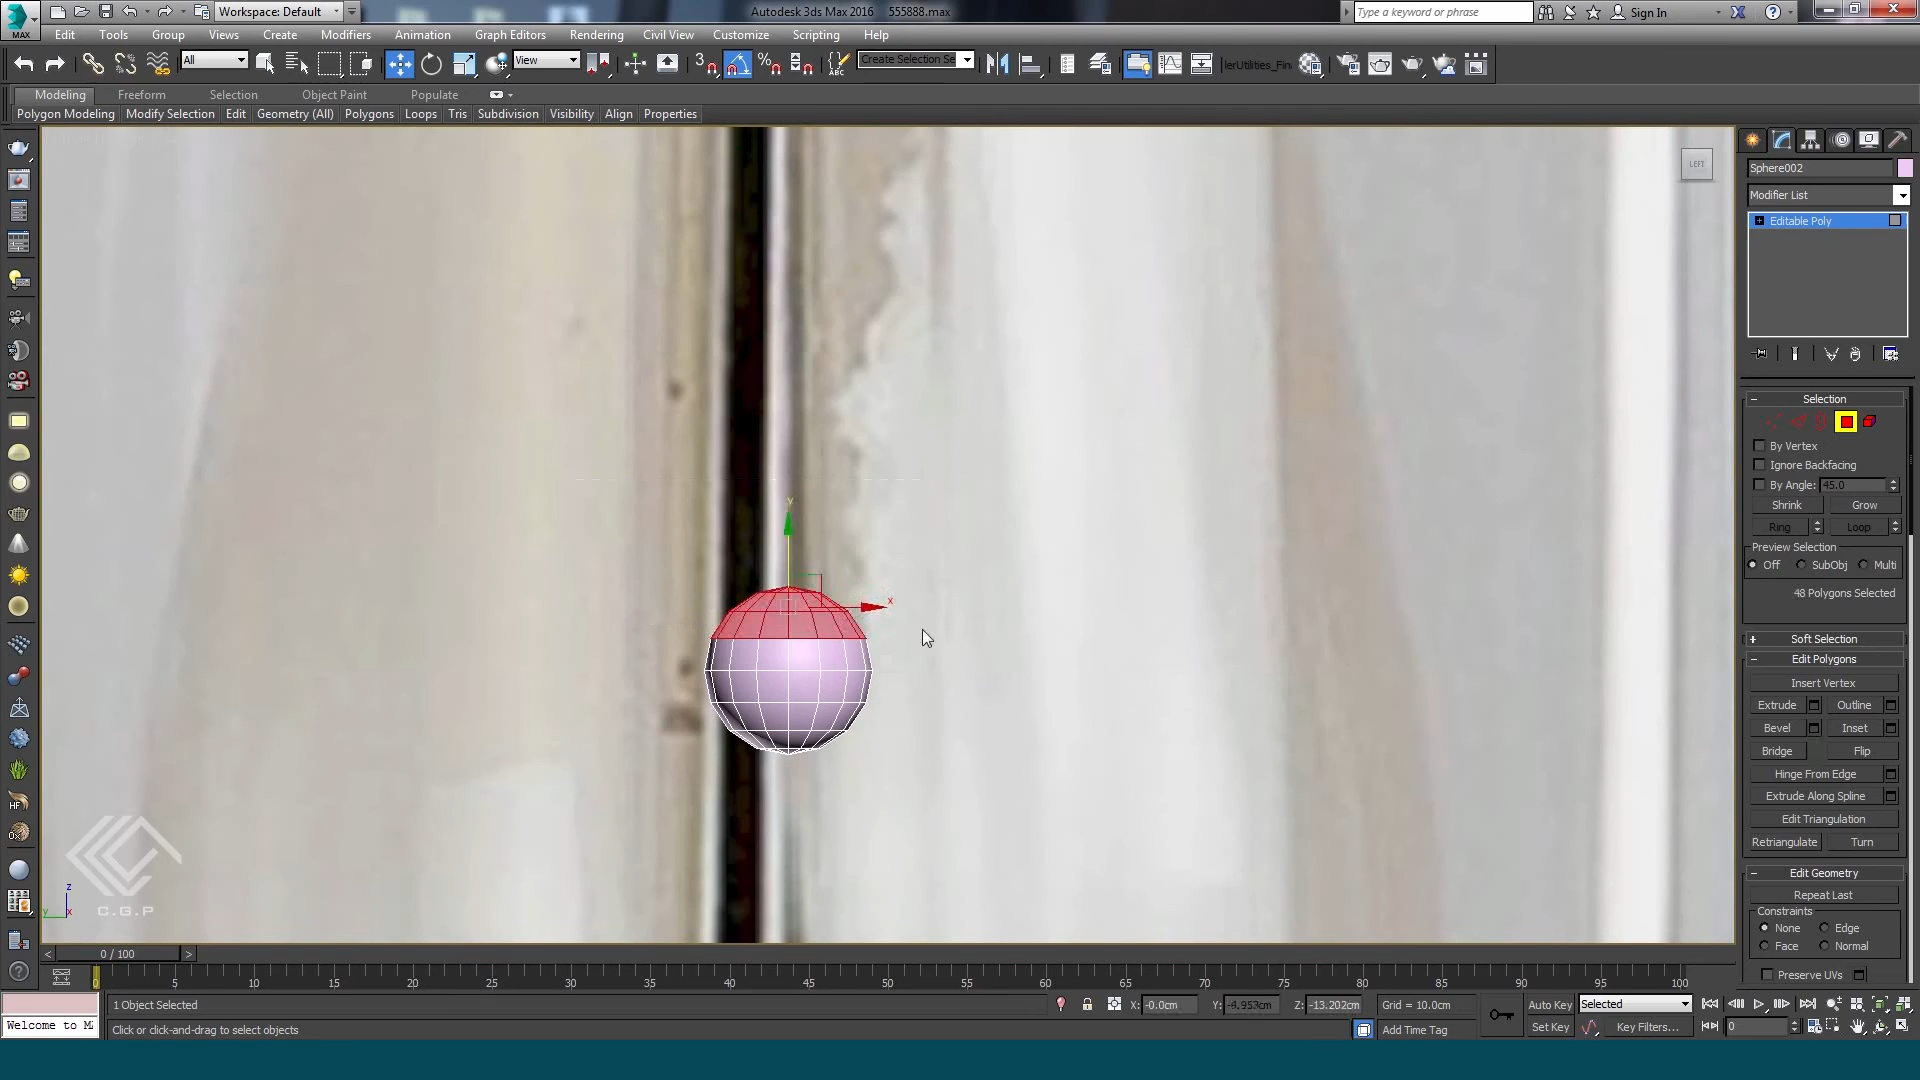 Workspace: Default
Autodesk 3ds Max 2016 555888.max
Type a keyword or phrase
Sign In
MAX
Edit Tools Group Views Create Modifiers Animation Graph Editors Rendering Civil View Customize Scripting Help
All
View
Create Selection Se
Modeling Freeform Selection Object Paint Populate
Polygon Modeling Modify Selection Edit Geometry (All) Polygons Loops Tris Subdivision Visibility Align Properties
LEFT
Sphere002
Modifier List
Editable Poly
Selection
By Vertex
Ignore Backfacing
By Angle: 45.0
Shrink Grow
Ring Loop
Preview Selection
Off SubObj Multi
48 Polygons Selected
Soft Selection
Edit Polygons
Insert Vertex
Extrude Outline
Bevel Inset
Bridge Flip
Hinge From Edge
Extrude Along Spline
Edit Triangulation
Retriangulate Turn
Edit Geometry
Repeat Last
Constraints
None Edge
Face Normal
Preserve UVs
y
x
z
y x
C.G.P
0 / 100
0 5 10 15 20 25 30 35 40 45 50 55 60 65 70 75 80 85 90 95 100
1 Object Selected
X: -0.0cm Y: -4.953cm Z: -13.202cm Grid = 10.0cm
Auto Key Selected
Welcome to M
Click or click-and-drag to select objects
Add Time Tag
Set Key Key Filters... 0